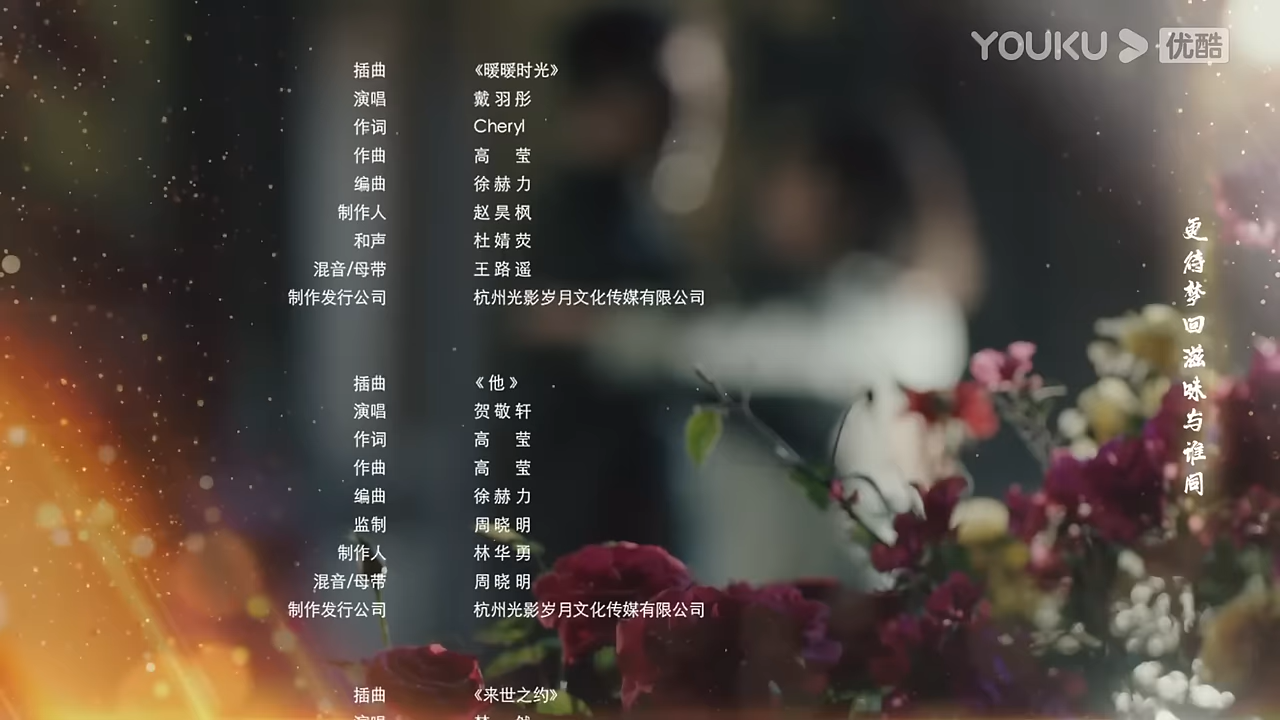 YOUKU 优酷
插曲 《暖暖时光》
演唱 戴羽彤
作词 Cheryl
作曲 高 莹
编曲 徐赫力
制作人 赵昊枫
和声 杜婧荧
混音/母带 王路遥
制作发行公司 杭州光影岁月文化传媒有限公司
插曲 《他》
演唱 贺敬轩
作词 高 莹
作曲 高 莹
编曲 徐赫力
监制 周晓明
制作人 林华勇
混音/母带 周晓明
制作发行公司 杭州光影岁月文化传媒有限公司
插曲 《来世之约》
更待梦回滋味与谁同